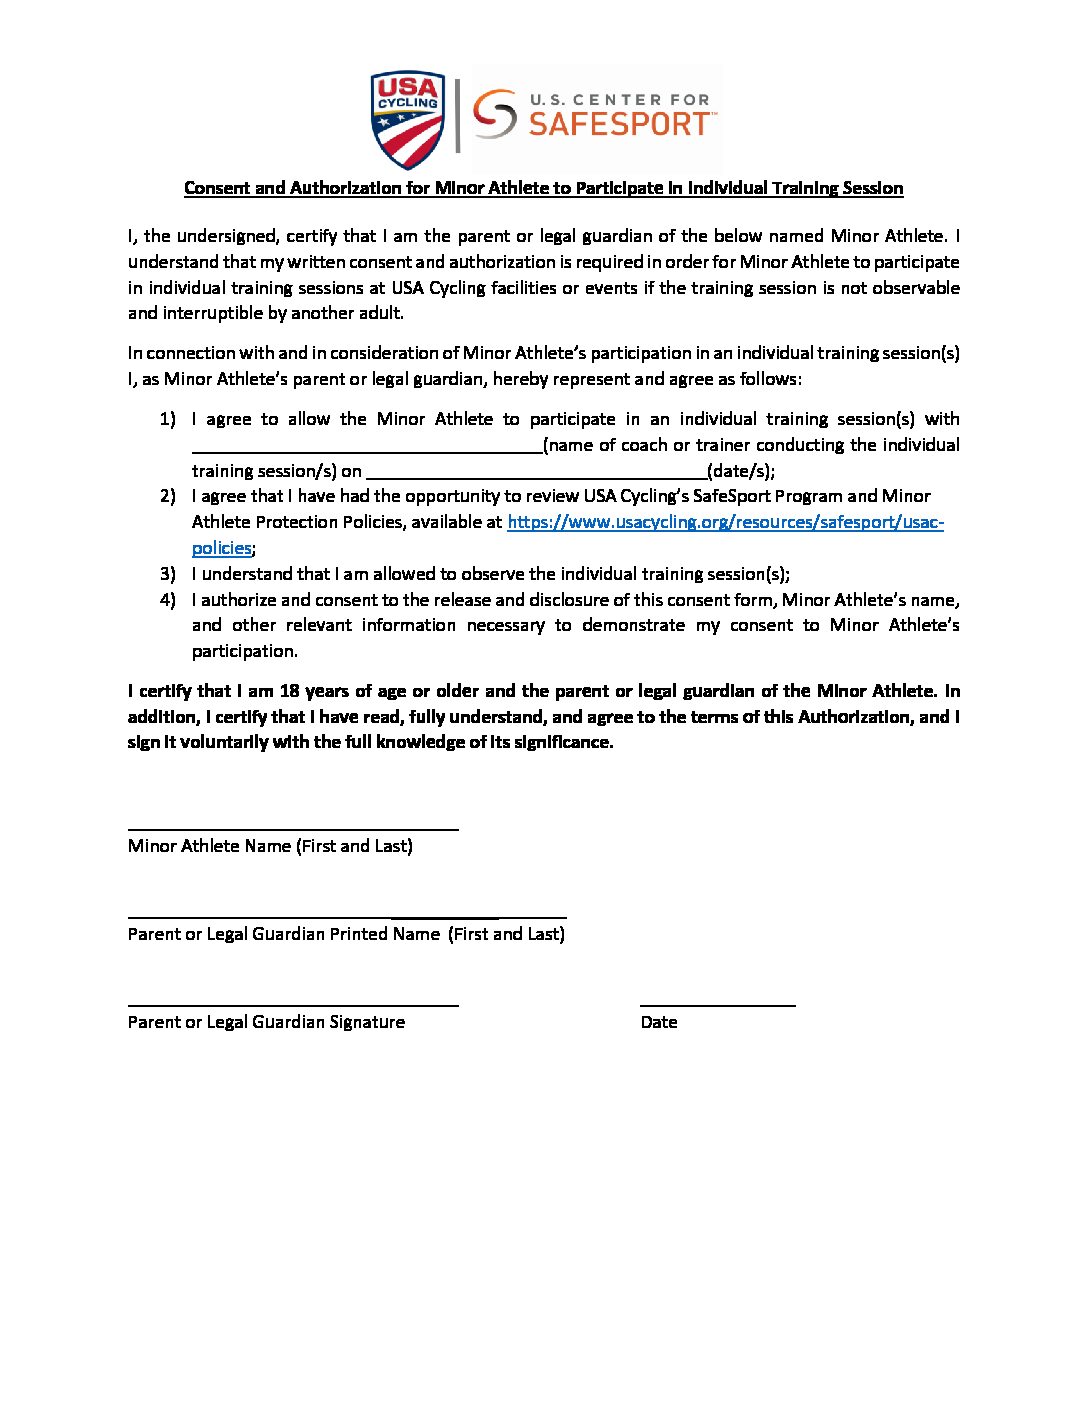 USA
CYCLING
U.S. CENTER FOR
SAFESPORT™
Consent and Authorization for Minor Athlete to Participate in Individual Training Session
I, the undersigned, certify that I am the parent or legal guardian of the below named Minor Athlete. I
understand that my written consent and authorization is required in order for Minor Athlete to participate
in individual training sessions at USA Cycling facilities or events if the training session is not observable
and interruptible by another adult.
In connection with and in consideration of Minor Athlete’s participation in an individual training session(s)
I, as Minor Athlete’s parent or legal guardian, hereby represent and agree as follows:
1) I agree to allow the Minor Athlete to participate in an individual training session(s) with
___________________________________(name of coach or trainer conducting the individual
training session/s) on __________________________________(date/s);
2) I agree that I have had the opportunity to review USA Cycling’s SafeSport Program and Minor
Athlete Protection Policies, available at https://www.usacycling.org/resources/safesport/usac-
policies;
3) I understand that I am allowed to observe the individual training session(s);
4) I authorize and consent to the release and disclosure of this consent form, Minor Athlete’s name,
and other relevant information necessary to demonstrate my consent to Minor Athlete’s
participation.
I certify that I am 18 years of age or older and the parent or legal guardian of the Minor Athlete. In
addition, I certify that I have read, fully understand, and agree to the terms of this Authorization, and I
sign it voluntarily with the full knowledge of its significance.
Minor Athlete Name (First and Last)
Parent or Legal Guardian Printed Name (First and Last)
Parent or Legal Guardian Signature Date